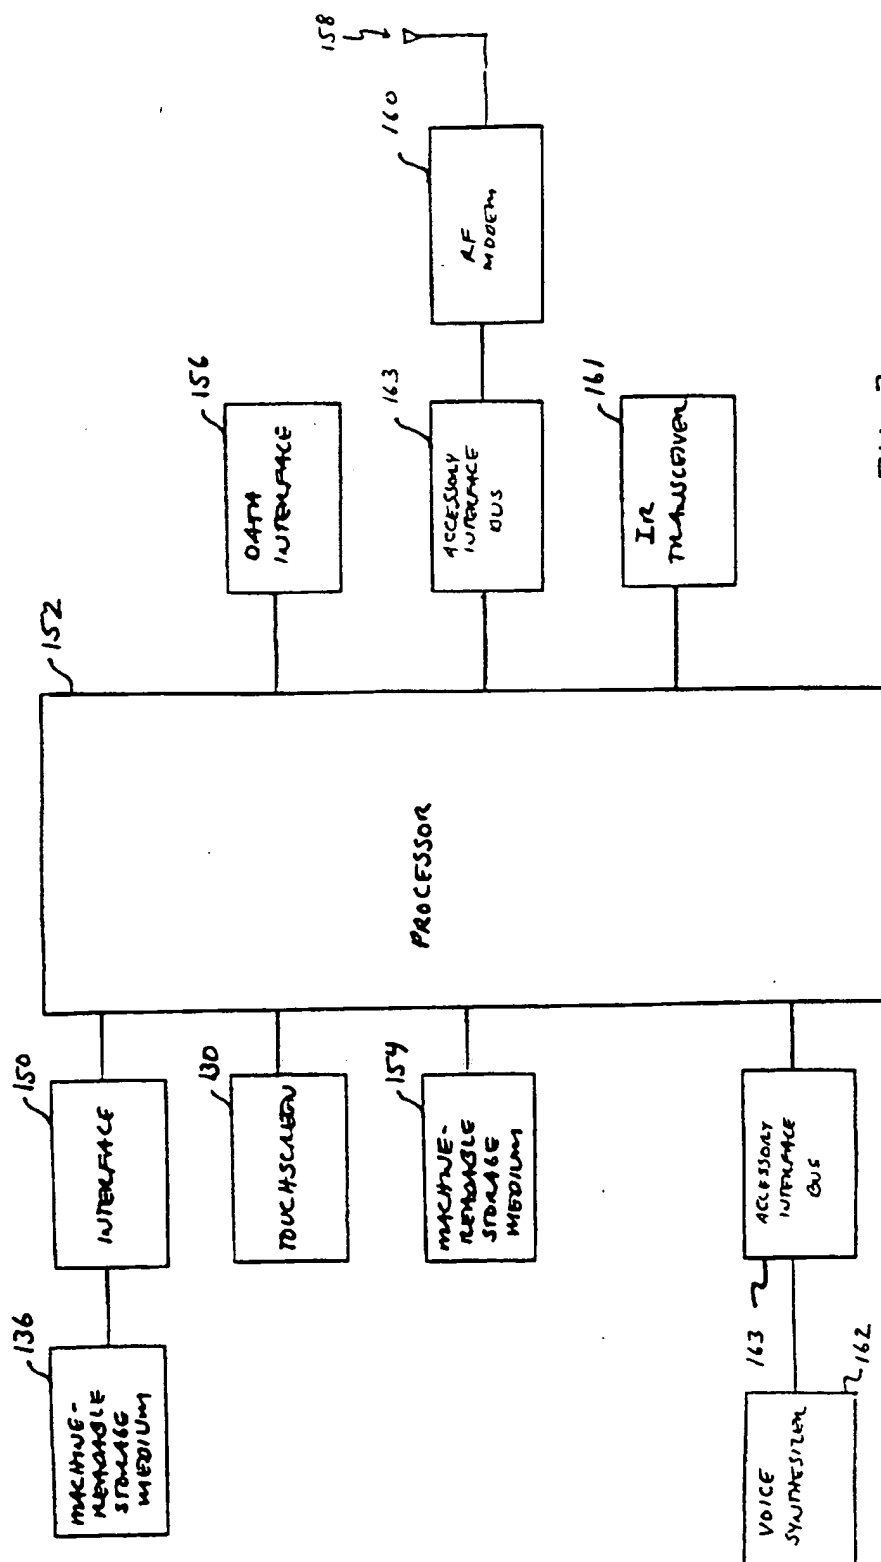 136
MACHINE-
READABLE
STORAGE
MEDIUM
150
INTERFACE
130
TOUCHSCREEN
154
MACHINE-
READABLE
STORAGE
MEDIUM
VOICE
SYNTHESIZER
162
163
ACCESSORY
INTERFACE
BUS
152
PROCESSOR
156
DATA
INTERFACE
163
ACCESSORY
INTERFACE
BUS
160
RF
MODEM
158
161
IR
TRANSCEIVER